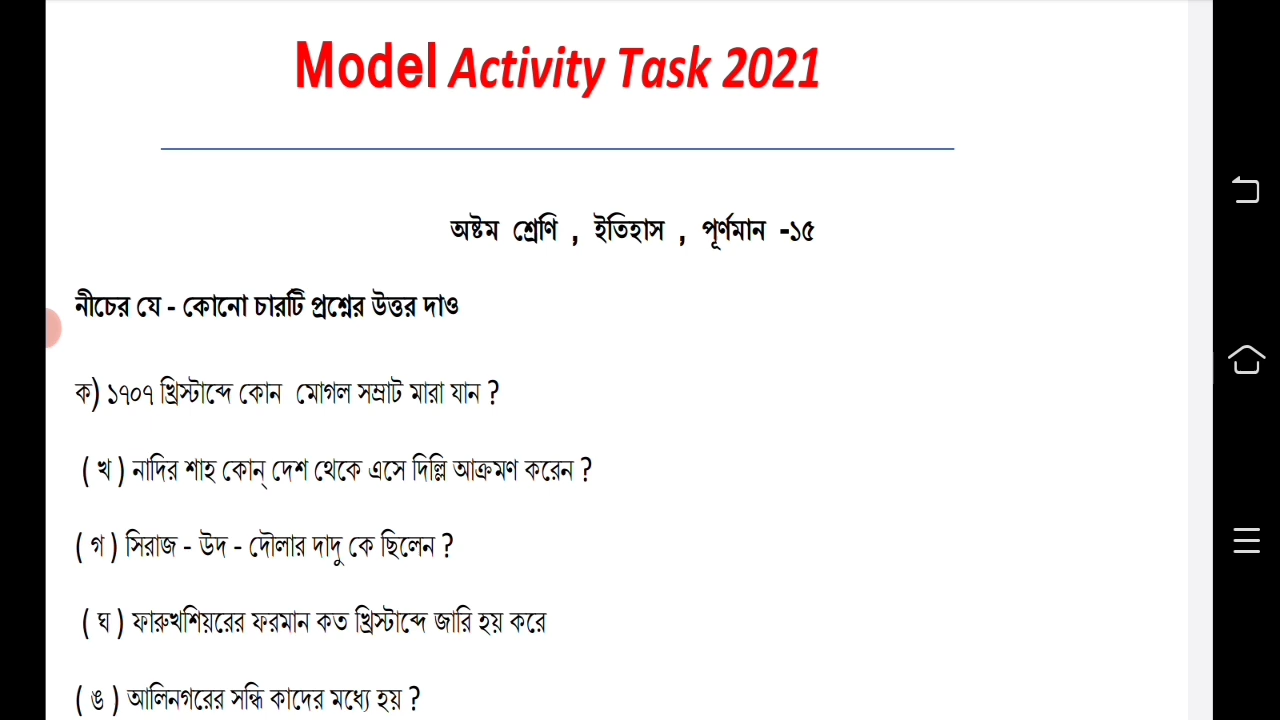 Model Activity Task 2021
অষ্টম শ্রেণি , ইতিহাস , পূর্ণমান -১৫
নীচের যে - কোনো চারটি প্রশ্নের উত্তর দাও
ক) ১৭০৭ খ্রিস্টাব্দে কোন মোগল সম্রাট মারা যান ?
( খ ) নাদির শাহ কোন্ দেশ থেকে এসে দিল্লি আক্রমণ করেন ?
( গ ) সিরাজ - উদ - দৌলার দাদু কে ছিলেন ?
( ঘ ) ফারুখশিয়রের ফরমান কত খ্রিস্টাব্দে জারি হয় করে
( ঙ ) আলিনগরের সন্ধি কাদের মধ্যে হয় ?